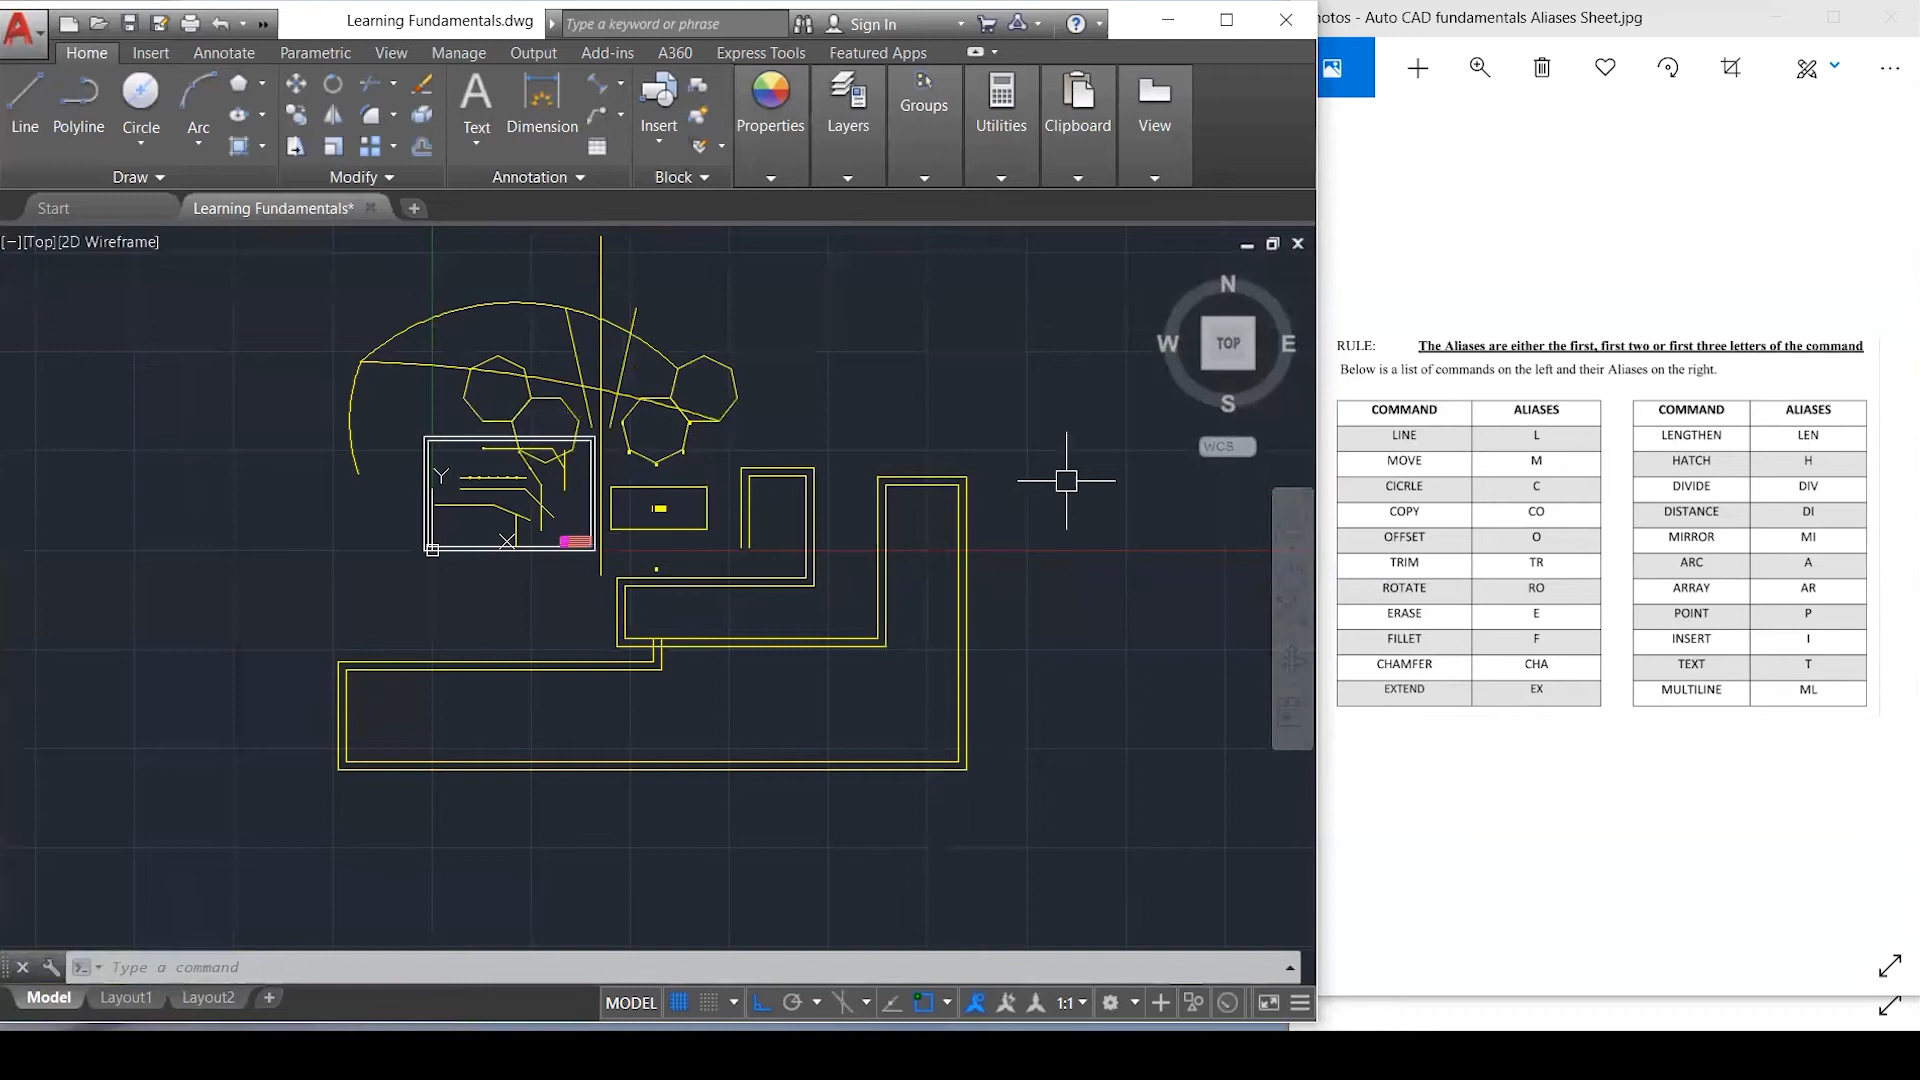 Learning Fundamentals.dwg
Type a keyword or phrase
Sign In
Home Insert Annotate Parametric View Manage Output Add-ins A360 Express Tools Featured Apps
Line Polyline Circle Arc
Text Dimension
Insert
Properties
Layers
Groups
Utilities
Clipboard
View
Draw Modify Annotation Block
Start Learning Fundamentals*
[−][Top][2D Wireframe]
N
W TOP E
S
WCS
Y
X
Type a command
Model Layout1 Layout2
MODEL 1:1
hotos - Auto CAD fundamentals Aliases Sheet.jpg
RULE: The Aliases are either the first, first two or first three letters of the command
Below is a list of commands on the left and their Aliases on the right.
COMMAND ALIASES
LINE L
MOVE M
CICRLE C
COPY CO
OFFSET O
TRIM TR
ROTATE RO
ERASE E
FILLET F
CHAMFER CHA
EXTEND EX
COMMAND ALIASES
LENGTHEN LEN
HATCH H
DIVIDE DIV
DISTANCE DI
MIRROR MI
ARC A
ARRAY AR
POINT P
INSERT I
TEXT T
MULTILINE ML